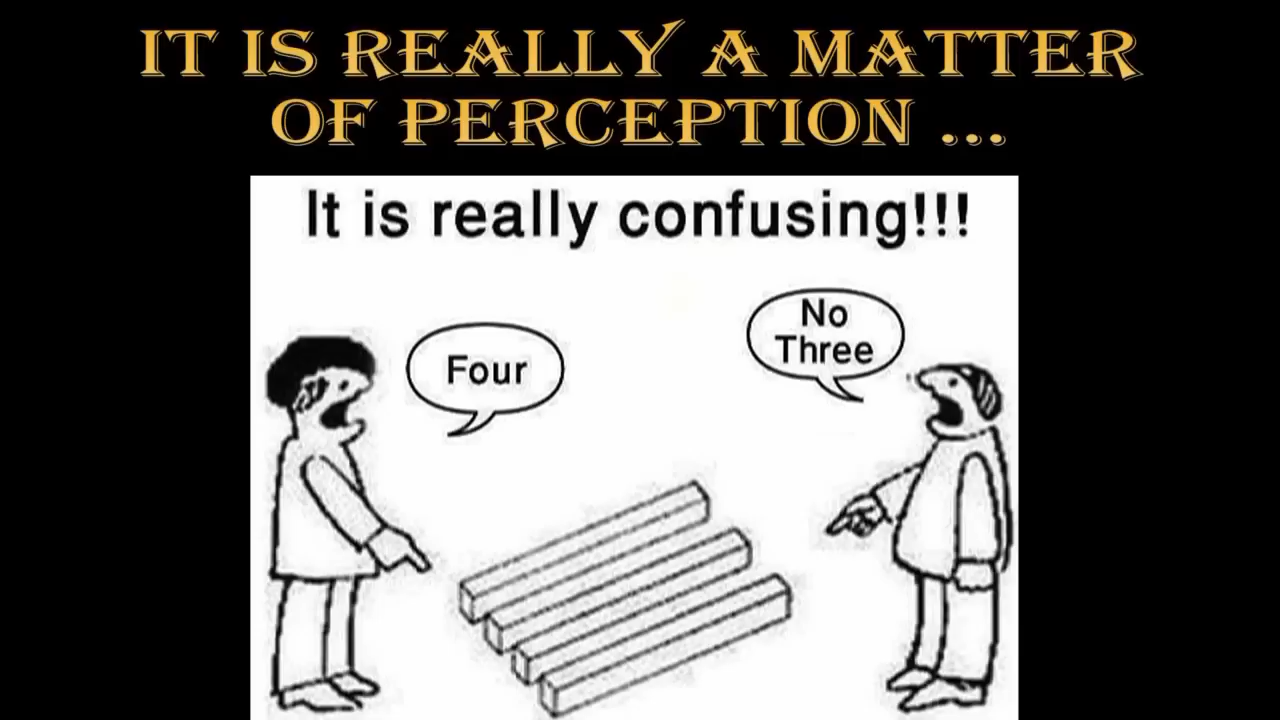 IT IS REALLY A MATTER
OF PERCEPTION ...
It is really confusing!!!
Four
No
Three